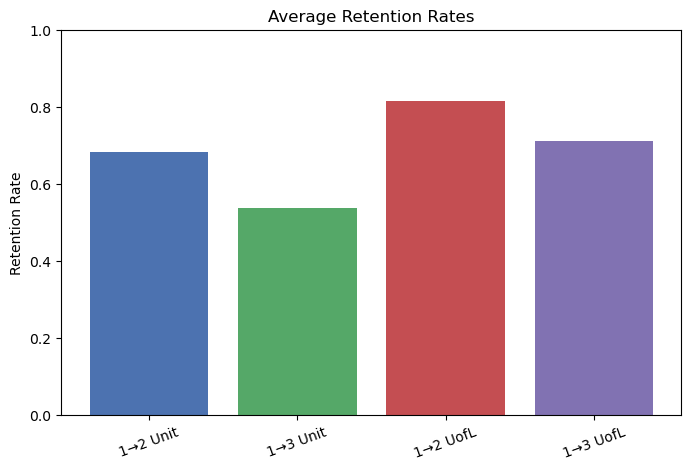 Average Retention Rates
Retention Rate
1.0
0.8
0.6
0.4
0.2
0.0
1→2 Unit
1→3 Unit
1→2 UofL
1→3 UofL